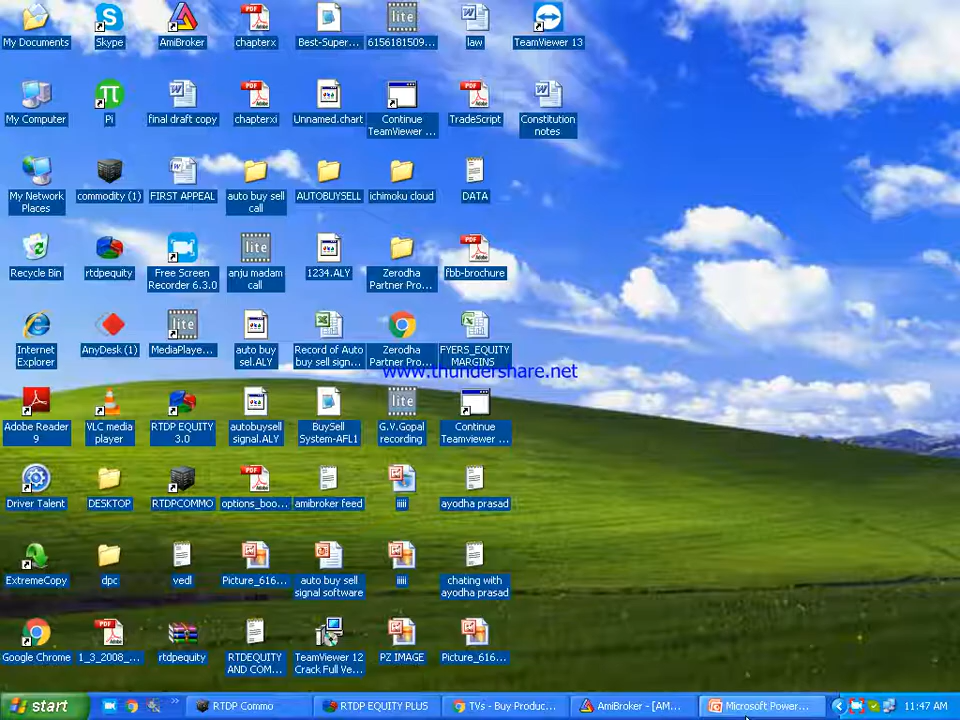 My Documents
Skype
AmiBroker
chapterx
Best-Super...
lite
6156181509...
law
TeamViewer 13
My Computer
Pi
final draft copy
chapterxi
Unnamed.chart
Continue
TeamViewer ...
TradeScript
Constitution
notes
My Network
Places
commodity (1)
FIRST APPEAL
auto buy sell
call
AUTOBUYSELL
ichimoku cloud
DATA
Recycle Bin
rtdpequity
Free Screen
Recorder 6.3.0
lite
anju madam
call
1234.ALY
Zerodha
Partner Pro...
fbb-brochure
Internet
Explorer
AnyDesk (1)
lite
MediaPlaye...
auto buy
sel.ALY
Record of Auto
buy sell sign...
Zerodha
Partner Pro...
FYERS_EQUITY
MARGINS
www.thundershare.net
Adobe Reader
9
VLC media
player
RTDP EQUITY
3.0
autobuysell
signal.ALY
BuySell
System-AFL1
lite
G.V.Gopal
recording
Continue
Teamviewer ...
Driver Talent
DESKTOP
RTDPCOMMO
options_boo...
amibroker feed
iiiii
ayodha prasad
ExtremeCopy
dpc
vedl
Picture_616...
auto buy sell
signal software
iiiii
chating with
ayodha prasad
Google Chrome
1_3_2008_...
rtdpequity
RTDEQUITY
AND COM...
TeamViewer 12
Crack Full Ve...
PZ IMAGE
Picture_616...
start
RTDP Commo
RTDP EQUITY PLUS
TVs - Buy Produc...
AmiBroker - [AM...
Microsoft Power...
11:47 AM